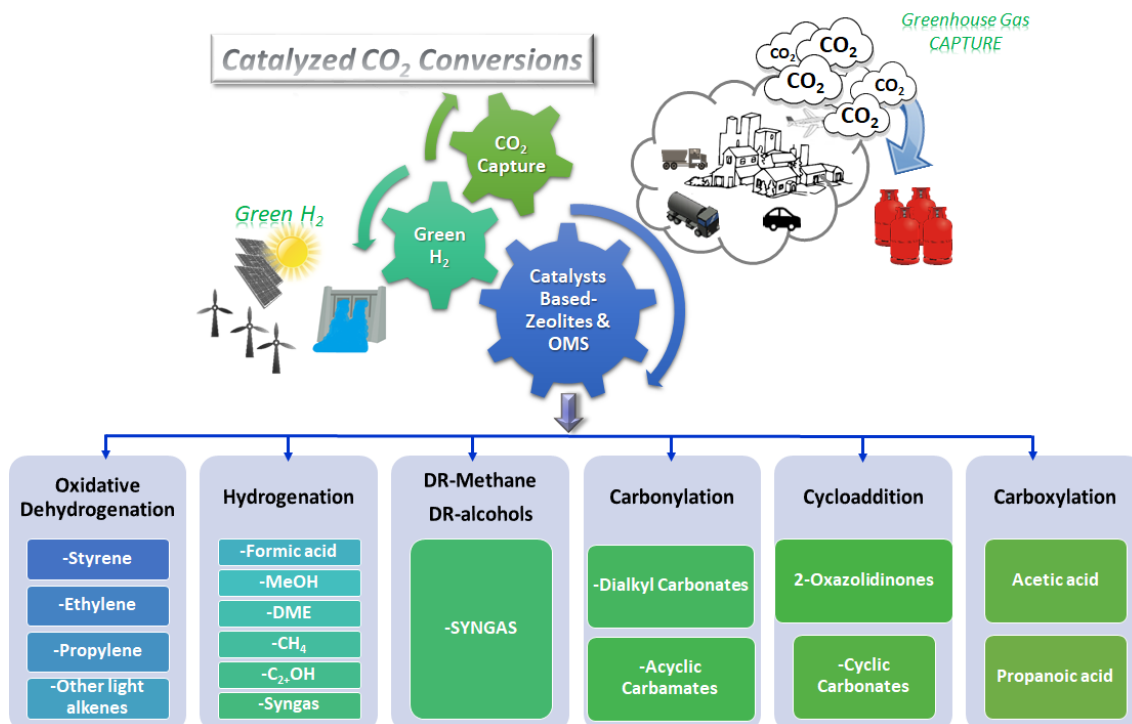 Catalyzed CO₂ Conversions
Greenhouse Gas
CAPTURE
CO₂
CO₂
CO₂
CO₂
CO₂
CO₂
Capture
Green H₂
Green
H₂
Catalysts
Based-
Zeolites &
OMS
Oxidative
Dehydrogenation
-Styrene
-Ethylene
-Propylene
-Other light
alkenes
Hydrogenation
-Formic acid
-MeOH
-DME
-CH₄
-C₂₊OH
-Syngas
DR-Methane
DR-alcohols
-SYNGAS
Carbonylation
-Dialkyl Carbonates
-Acyclic
Carbamates
Cycloaddition
2-Oxazolidinones
-Cyclic
Carbonates
Carboxylation
Acetic acid
Propanoic acid